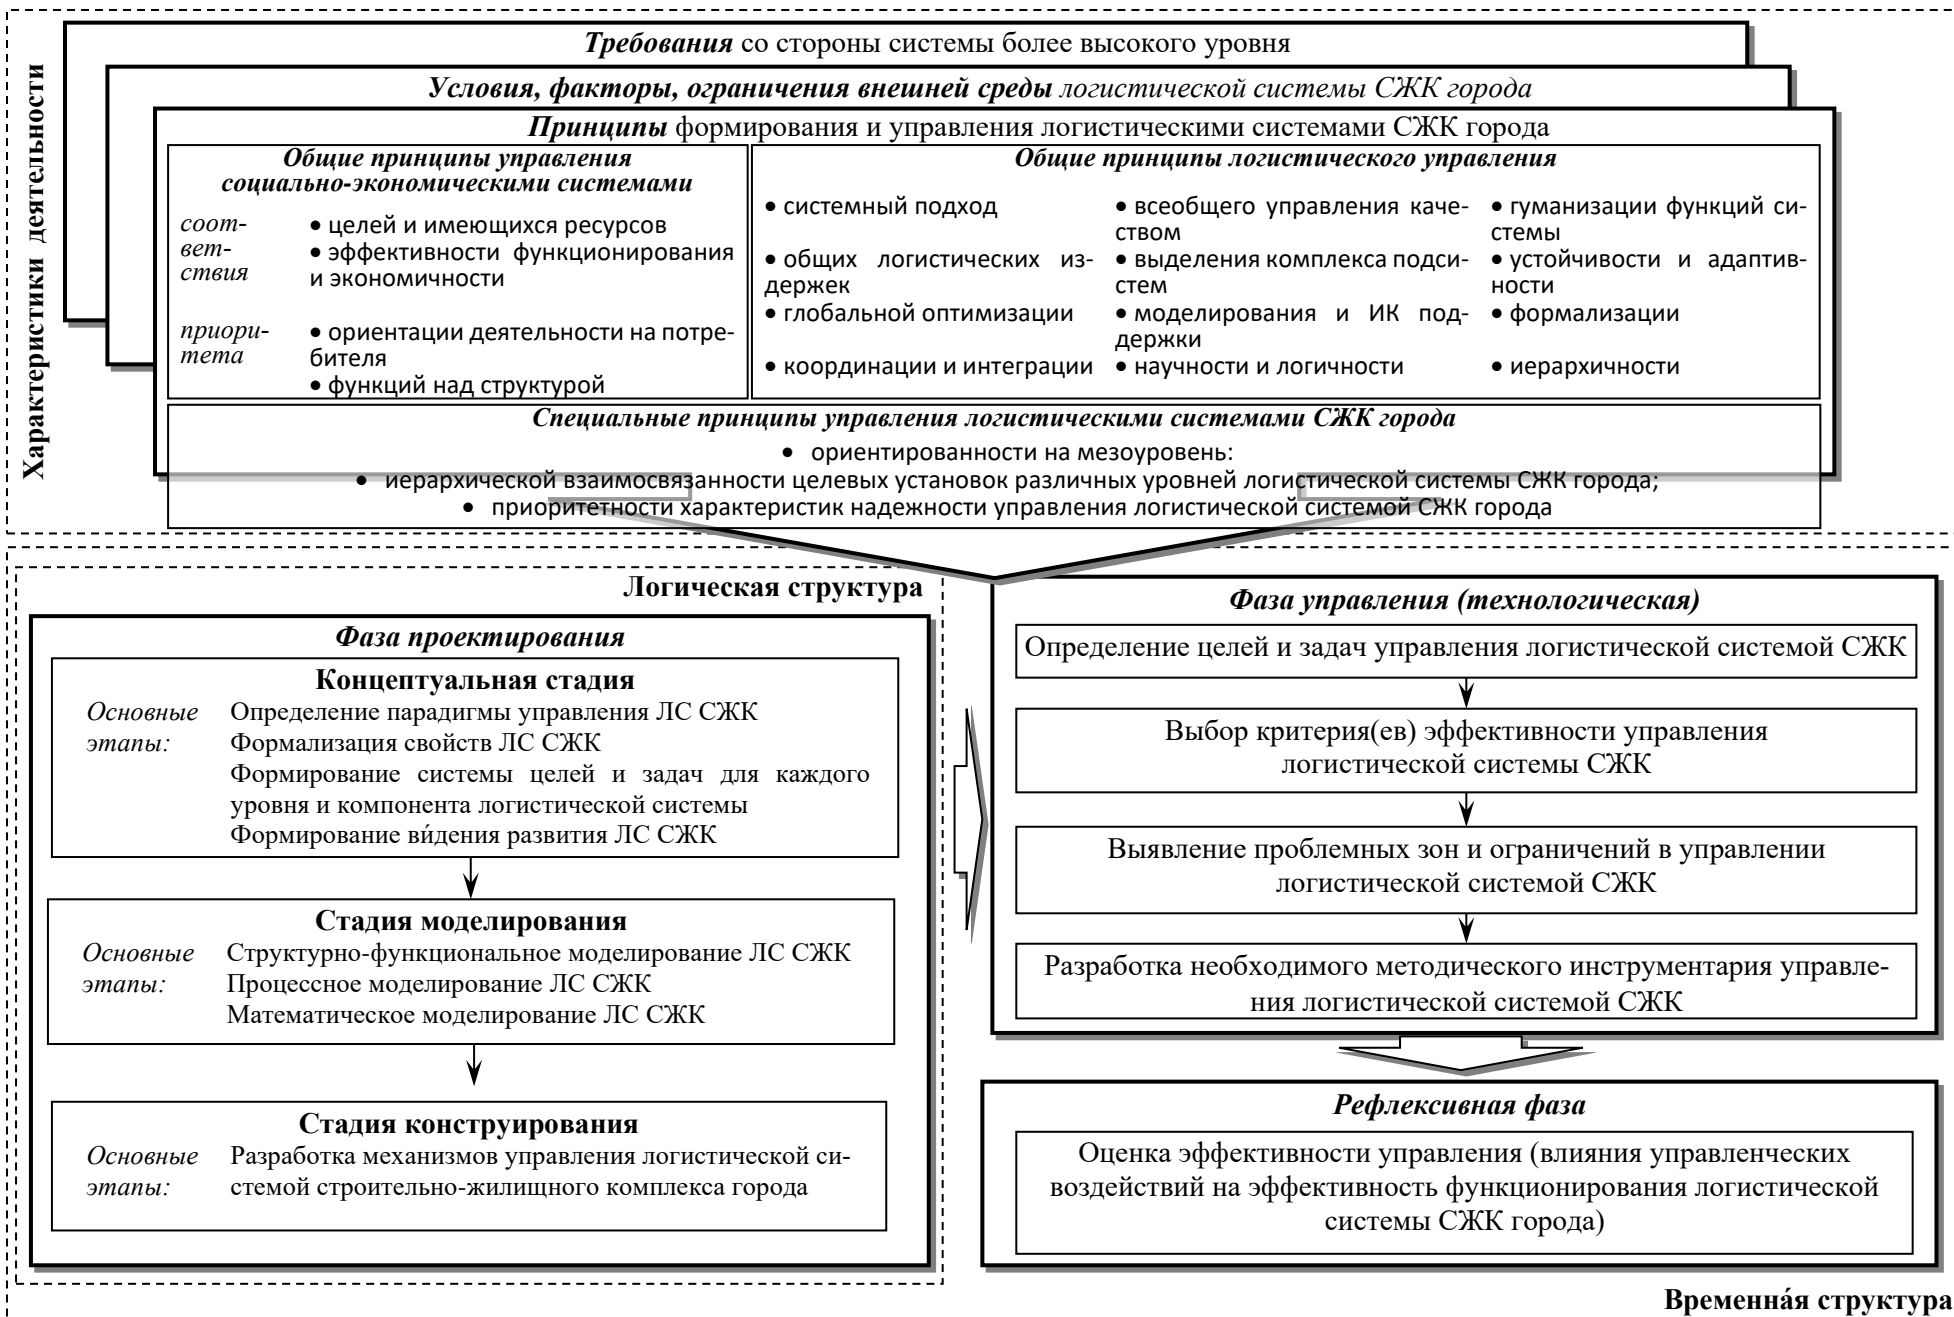 Требования со стороны системы более высокого уровня
Условия, факторы, ограничения внешней среды логистической системы СЖК города
Принципы формирования и управления логистическими системами СЖК города
Характеристики деятельности
Общие принципы управления
социально-экономическими системами
соот-
вет-
ствия
• целей и имеющихся ресурсов
• эффективности функционирования
и экономичности
приори-
тета
• ориентации деятельности на потре-
бителя
• функций над структурой
Общие принципы логистического управления
• системный подход
• общих логистических из-
держек
• глобальной оптимизации
• координации и интеграции
• всеобщего управления каче-
ством
• выделения комплекса подси-
стем
• моделирования и ИК под-
держки
• научности и логичности
• гуманизации функций си-
стемы
• устойчивости и адаптив-
ности
• формализации
• иерархичности
Специальные принципы управления логистическими системами СЖК города
• ориентированности на мезоуровень:
• иерархической взаимосвязанности целевых установок различных уровней логистической системы СЖК города;
• приоритетности характеристик надежности управления логистической системой СЖК города
Логическая структура
Фаза проектирования
Концептуальная стадия
Основные
этапы:
Определение парадигмы управления ЛС СЖК
Формализация свойств ЛС СЖК
Формирование системы целей и задач для каждого
уровня и компонента логистической системы
Формирование ви́дения развития ЛС СЖК
Стадия моделирования
Основные
этапы:
Структурно-функциональное моделирование ЛС СЖК
Процессное моделирование ЛС СЖК
Математическое моделирование ЛС СЖК
Стадия конструирования
Основные
этапы:
Разработка механизмов управления логистической си-
стемой строительно-жилищного комплекса города
Фаза управления (технологическая)
Определение целей и задач управления логистической системой СЖК
Выбор критерия(ев) эффективности управления
логистической системы СЖК
Выявление проблемных зон и ограничений в управлении
логистической системой СЖК
Разработка необходимого методического инструментария управле-
ния логистической системой СЖК
Рефлексивная фаза
Оценка эффективности управления (влияния управленческих
воздействий на эффективность функционирования логистической
системы СЖК города)
Временна́я структура